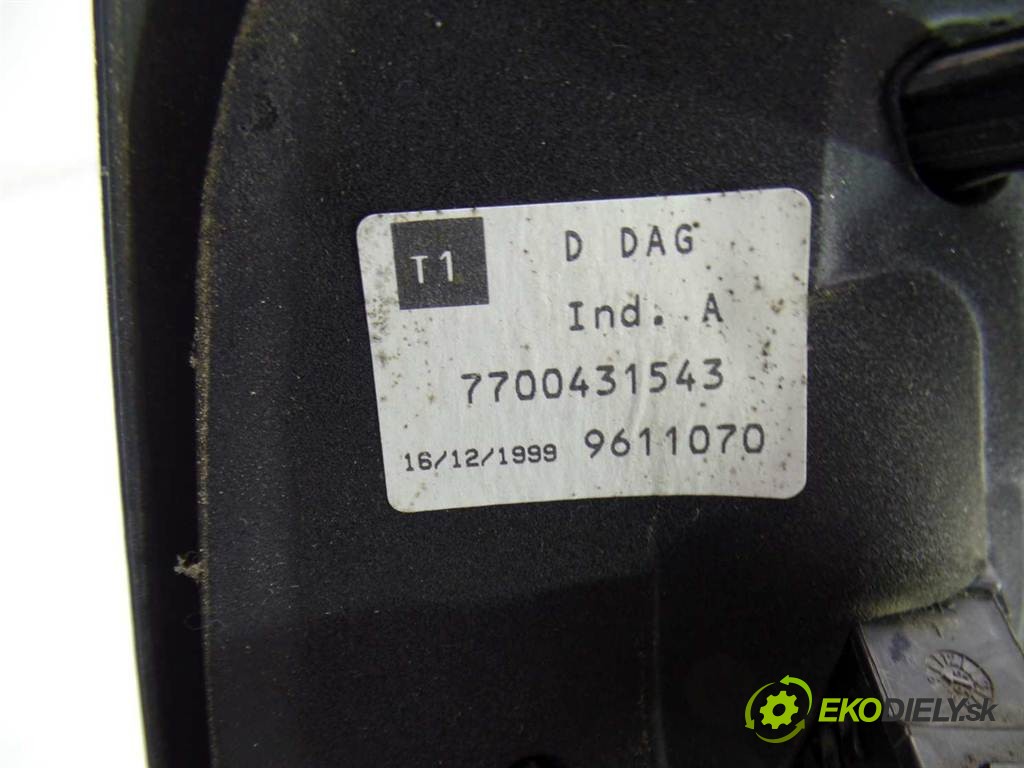 T1
D DAG
Ind. A
7700431543
16/12/1999 9611070
EKODIELY.sk